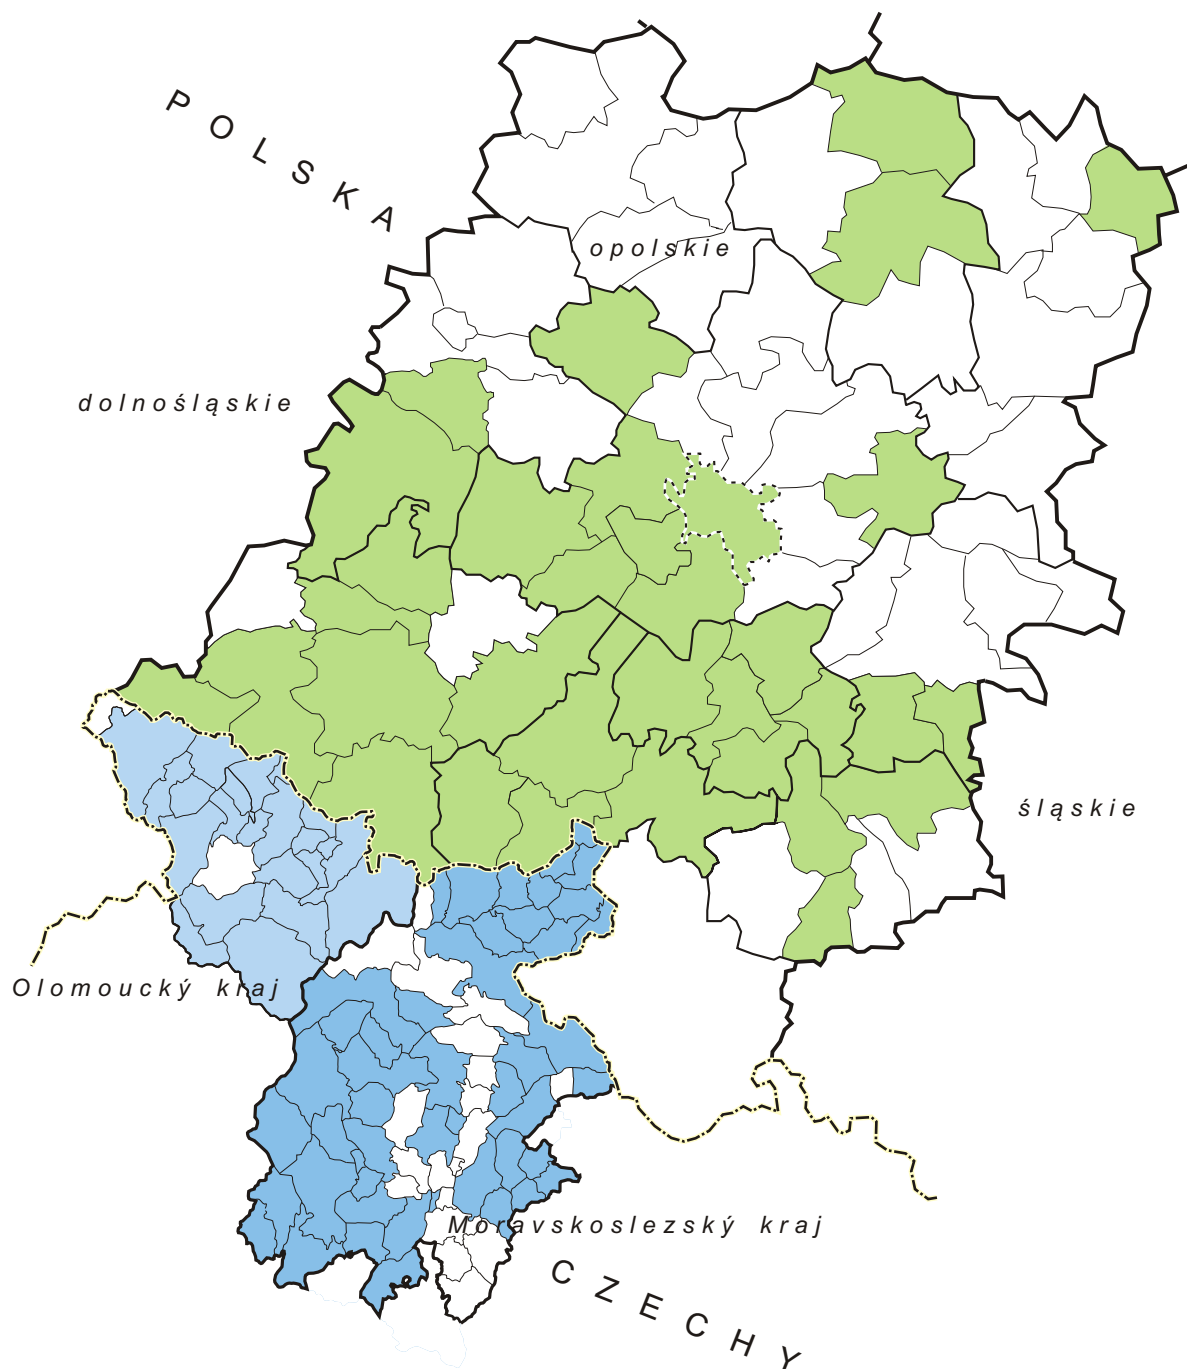 POLSKA
opolskie
dolnośląskie
śląskie
Olomoucký kraj
Moravskoslezský kraj
CZECHY